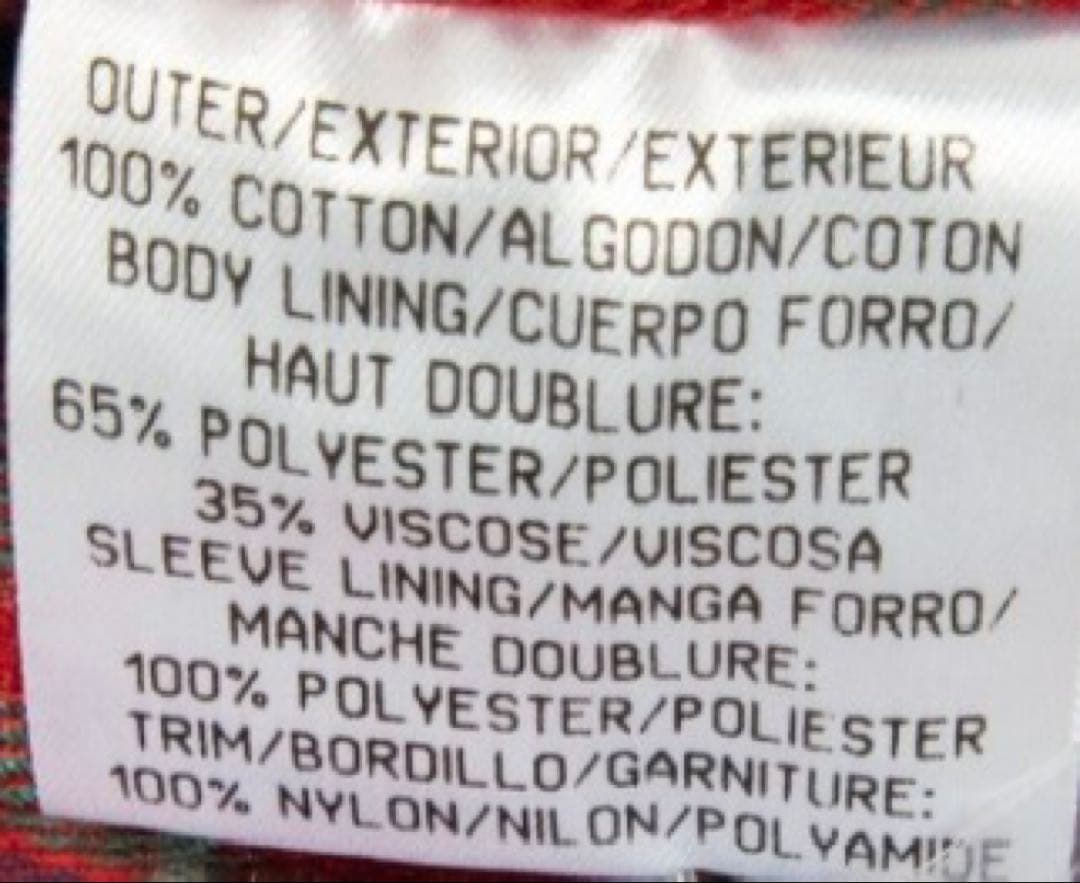 OUTER/EXTERIOR/EXTERIEUR
100% COTTON/ALGODON/COTON
BODY LINING/CUERPO FORRO/
HAUT DOUBLURE:
65% POLYESTER/POLIESTER
35% VISCOSE/VISCOSA
SLEEVE LINING/MANGA FORRO/
MANCHE DOUBLURE:
100% POLYESTER/POLIESTER
TRIM/BORDILLO/GARNITURE:
100% NYLON/NILON/POLYAMIDE